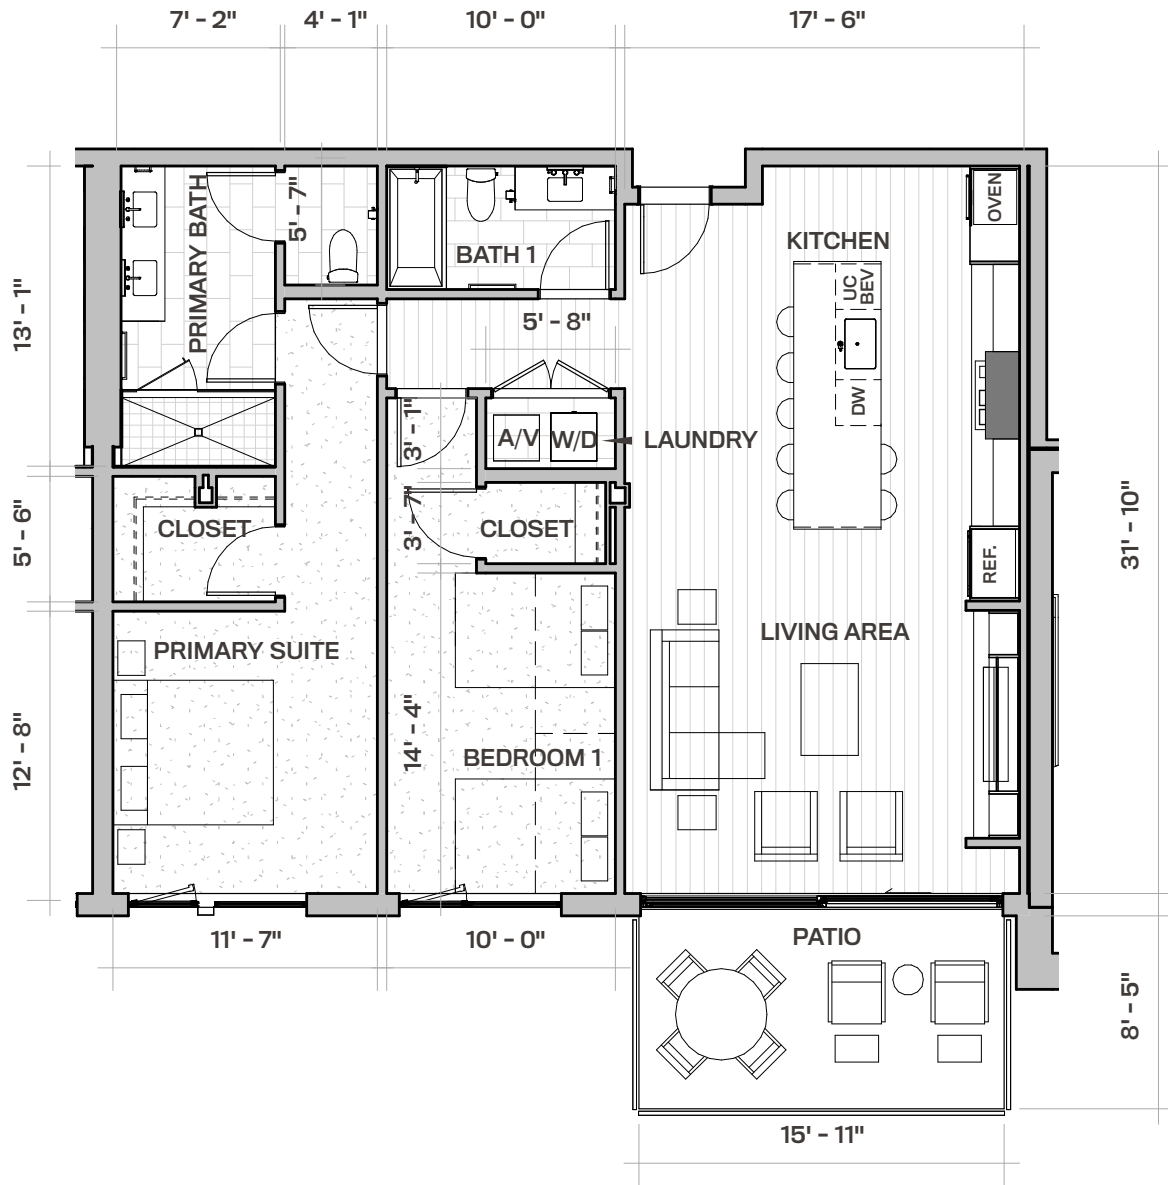 7' - 2"
4' - 1"
10' - 0"
17' - 6"
PRIMARY BATH
5' - 7"
BATH 1
KITCHEN
OVEN
UC
BEV
13' - 1"
5' - 8"
DW
3' - 1"
A/V
W/D
LAUNDRY
5' - 6"
CLOSET
3' - 7"
CLOSET
31' - 10"
REF.
LIVING AREA
PRIMARY SUITE
12' - 8"
14' - 4"
BEDROOM 1
11' - 7"
10' - 0"
PATIO
8' - 5"
15' - 11"